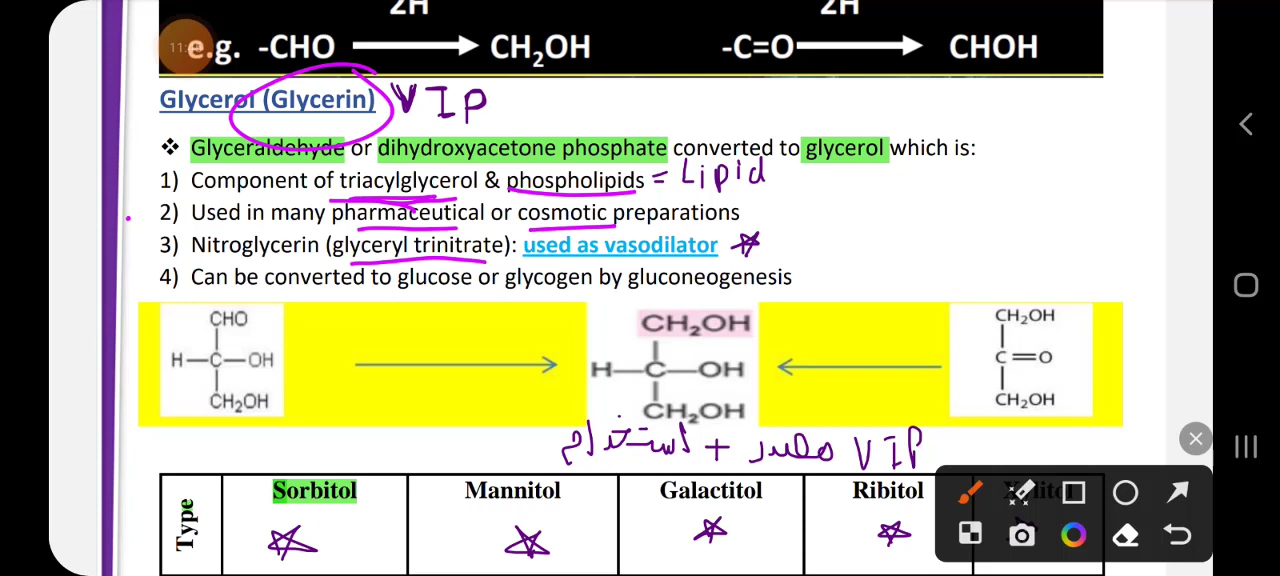 2H 2H
e.g. -CHO CH₂OH -C=O CHOH
Glycerol (Glycerin) VIP
❖ Glyceraldehyde or dihydroxyacetone phosphate converted to glycerol which is:
1) Component of triacylglycerol & phospholipids = Lipid
2) Used in many pharmaceutical or cosmotic preparations
3) Nitroglycerin (glyceryl trinitrate): used as vasodilator
4) Can be converted to glucose or glycogen by gluconeogenesis
CHO CH₂OH CH₂OH
H—C—OH H—C—OH C=O
CH₂OH CH₂OH CH₂OH
مصدر + استخدام VIP
Type Sorbitol Mannitol Galactitol Ribitol